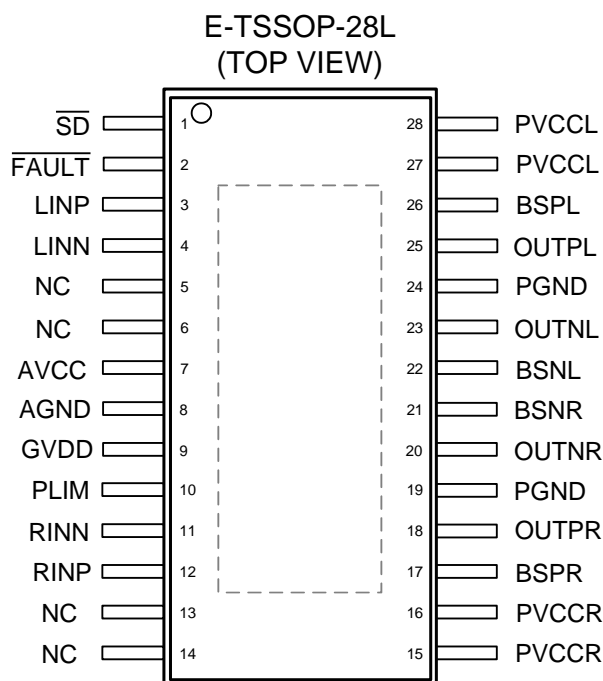 E-TSSOP-28L
(TOP VIEW)
SD 1 28 PVCCL
FAULT 2 27 PVCCL
LINP 3 26 BSPL
LINN 4 25 OUTPL
NC 5 24 PGND
NC 6 23 OUTNL
AVCC 7 22 BSNL
AGND 8 21 BSNR
GVDD 9 20 OUTNR
PLIM 10 19 PGND
RINN 11 18 OUTPR
RINP 12 17 BSPR
NC 13 16 PVCCR
NC 14 15 PVCCR